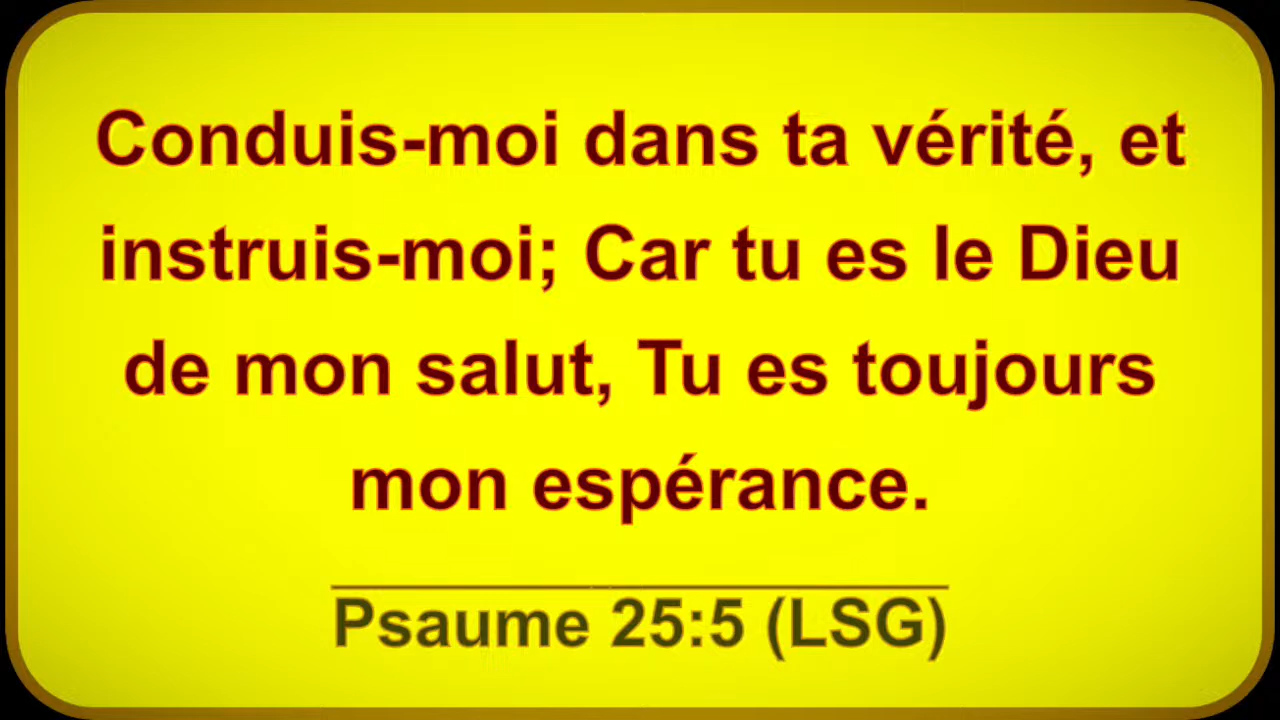 Conduis-moi dans ta vérité, et
instruis-moi; Car tu es le Dieu
de mon salut, Tu es toujours
mon espérance.
Psaume 25:5 (LSG)